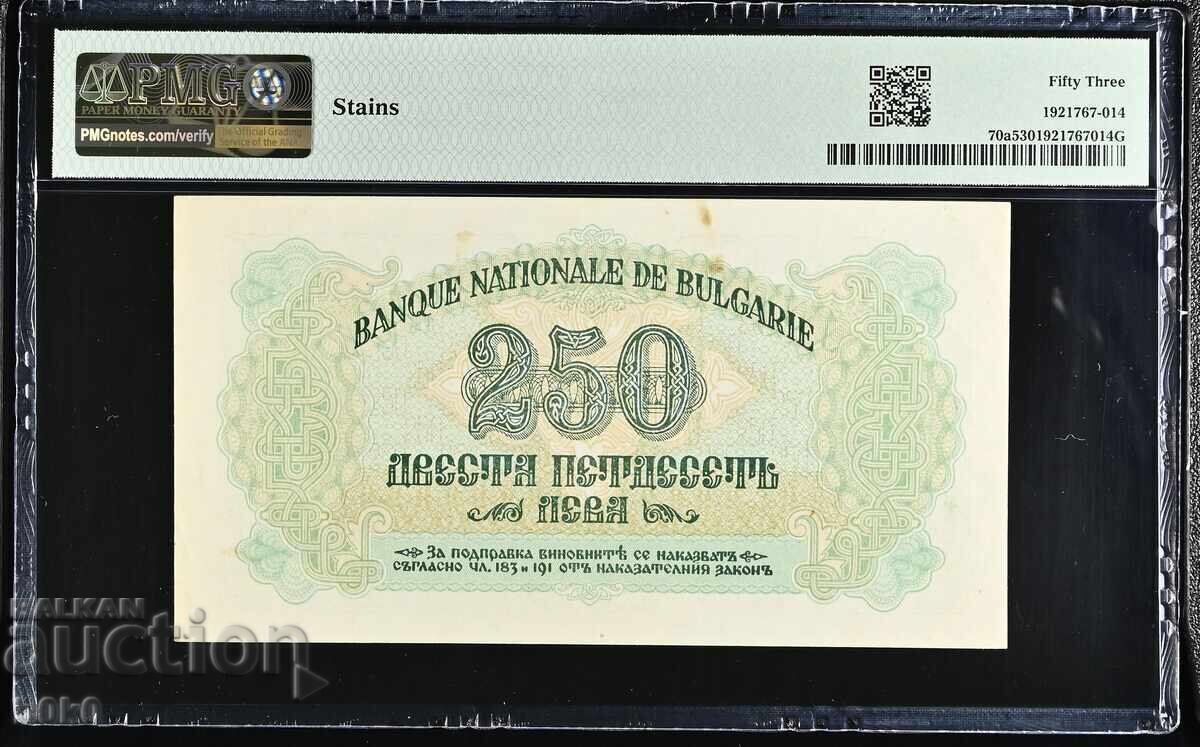 PMG
PAPER MONEY GUARANTY
PMGnotes.com/verify
The Official Grading
Service of the ANA
Stains
Fifty Three
1921767-014
70a5301921767014G
BANQUE NATIONALE DE BULGARIE
250
ДВЕСТА ПЕТДЕСЕТЬ
ЛЕВА
ЗА ПОДПРАВКА ВИНОВНИТѢ СЕ НАКАЗВАТЪ
СЪГЛАСНО ЧЛ. 183 И 191 ОТЪ НАКАЗАТЕЛНИЯ ЗАКОНЪ
BALKAN
auction